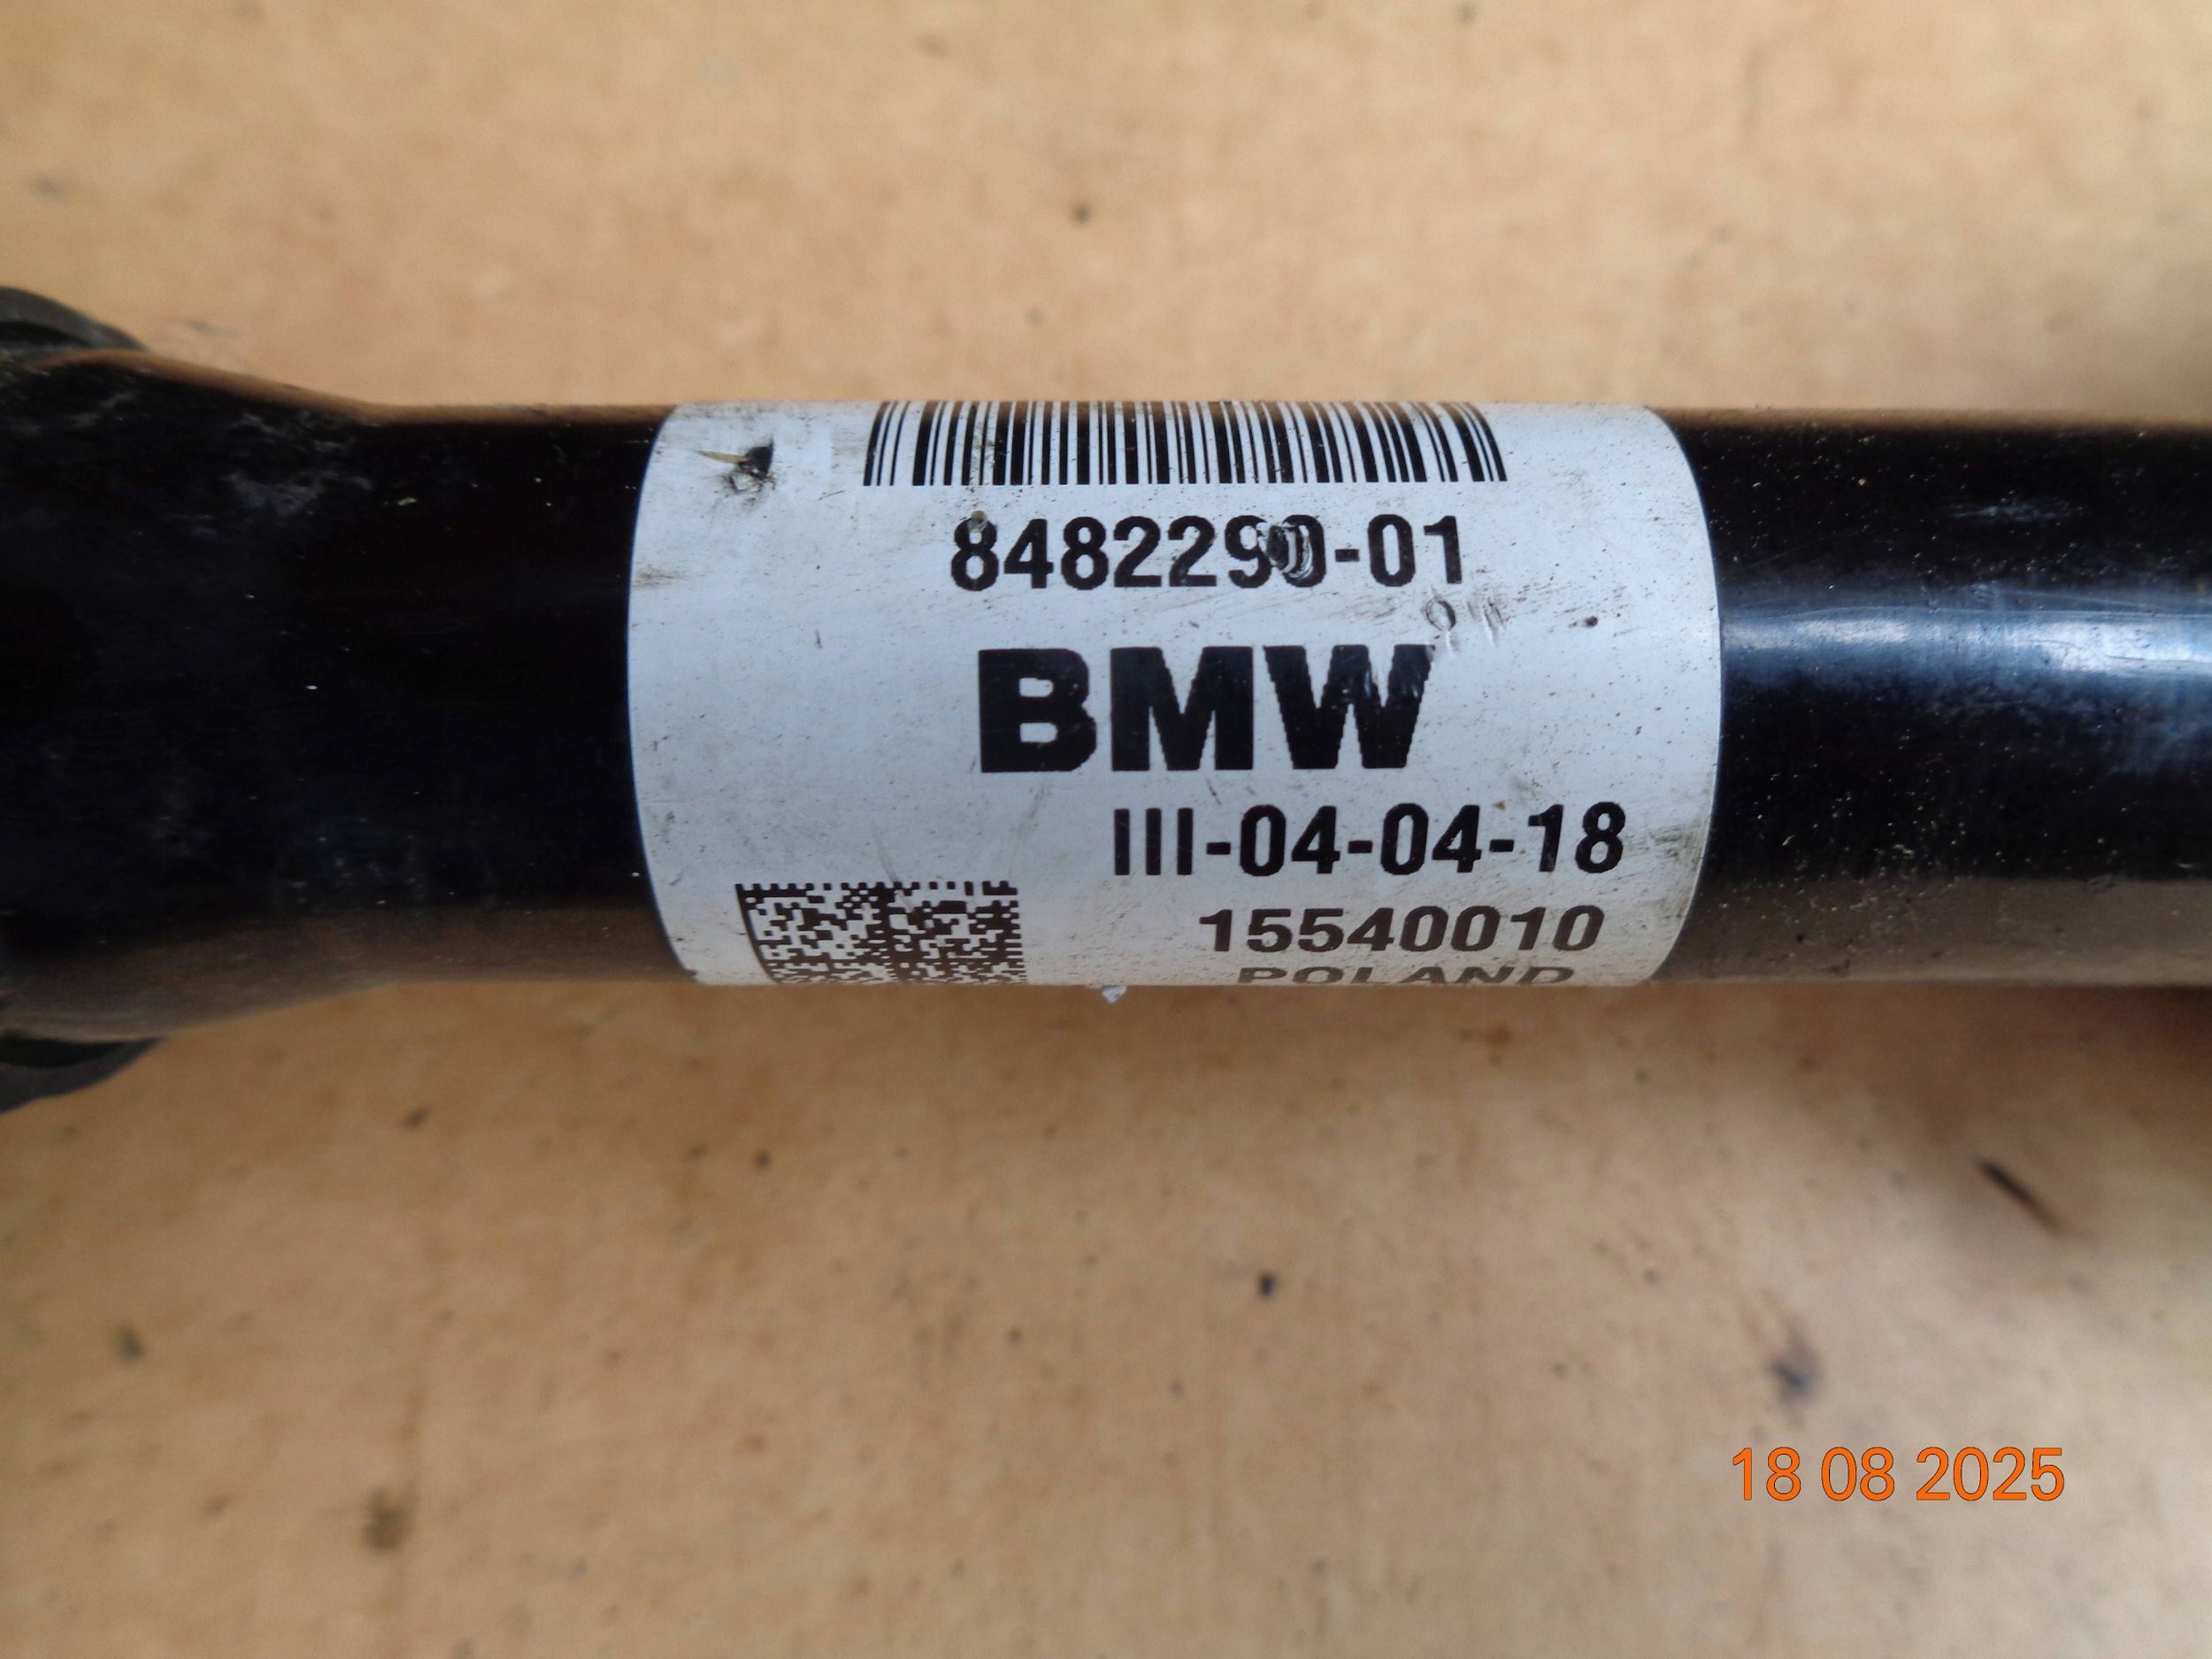 8482290-01
BMW
III-04-04-18
15540010
POLAND
18 08 2025